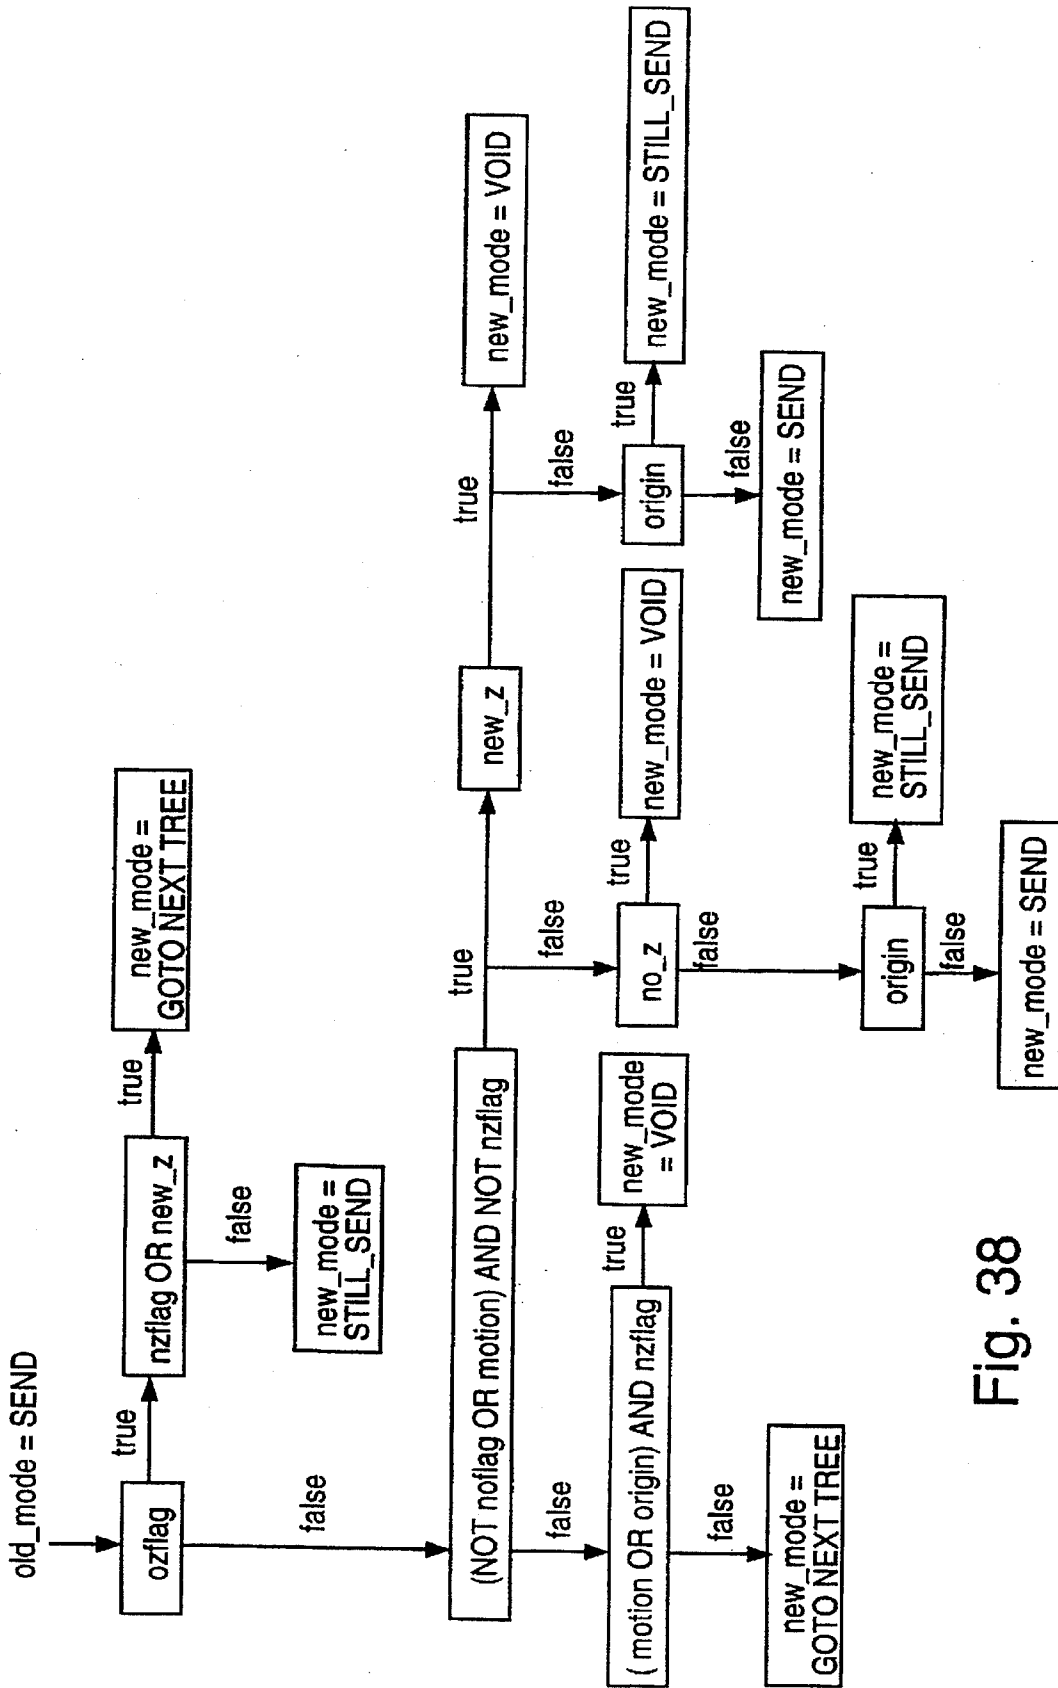 old_mode = SEND
ozflag
true
nzflag OR new_z
true
new_mode =
GOTO NEXT TREE
false
new_mode =
STILL_SEND
false
(NOT noflag OR motion) AND NOT nzflag
true
new_z
true
new_mode = VOID
false
origin
true
new_mode = STILL_SEND
false
new_mode = SEND
false
no_z
true
new_mode = VOID
false
origin
true
new_mode =
STILL_SEND
false
new_mode = SEND
false
( motion OR origin) AND nzflag
true
new_mode
= VOID
false
new_mode =
GOTO NEXT TREE
Fig. 38